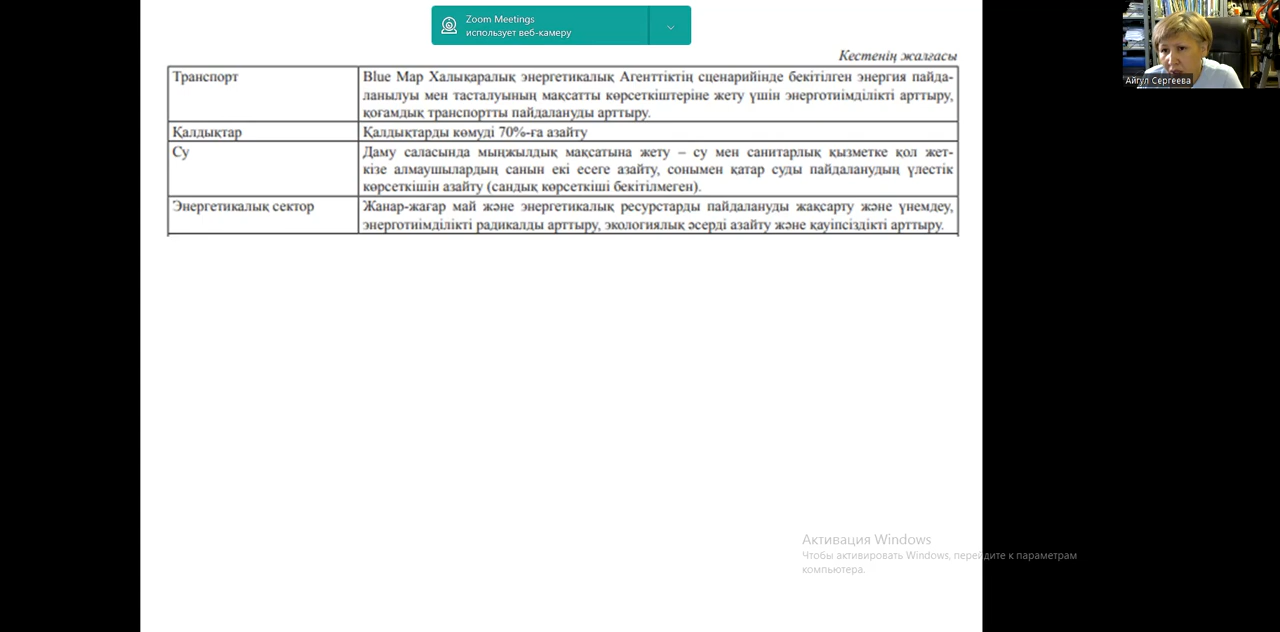 Zoom Meetings
использует веб-камеру
Айгул Сергеева
Кестенің жалғасы
Транспорт
Blue Map Халықаралық энергетикалық Агенттіктің сценарийінде бекітілген энергия пайда-
ланылуы мен тасталуының мақсатты көрсеткіштеріне жету үшін энерготиімділікті арттыру,
қоғамдық транспортты пайдалануды арттыру.
Қалдықтар
Қалдықтарды көмуді 70%-ға азайту
Су
Даму саласында мыңжылдық мақсатына жету – су мен санитарлық қызметке қол жет-
кізе алмаушылардың санын екі есеге азайту, сонымен қатар суды пайдаланудың үлестік
көрсеткішін азайту (сандық көрсеткіші бекітілмеген).
Энергетикалық сектор
Жанар-жағар май және энергетикалық ресурстарды пайдалануды жақсарту және үнемдеу,
энерготиімділікті радикалды арттыру, экологиялық әсерді азайту және қауіпсіздікті арттыру.
Активация Windows
Чтобы активировать Windows, перейдите к параметрам
компьютера.